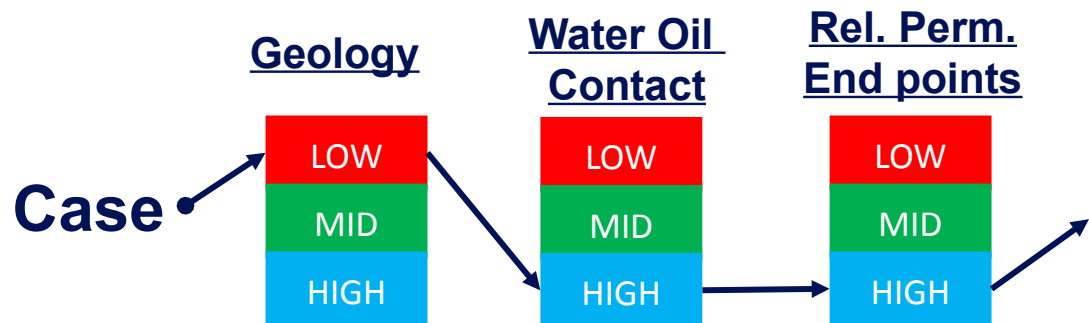 Geology
Water Oil
Contact
Rel. Perm.
End points
Case
LOW
MID
HIGH
LOW
MID
HIGH
LOW
MID
HIGH